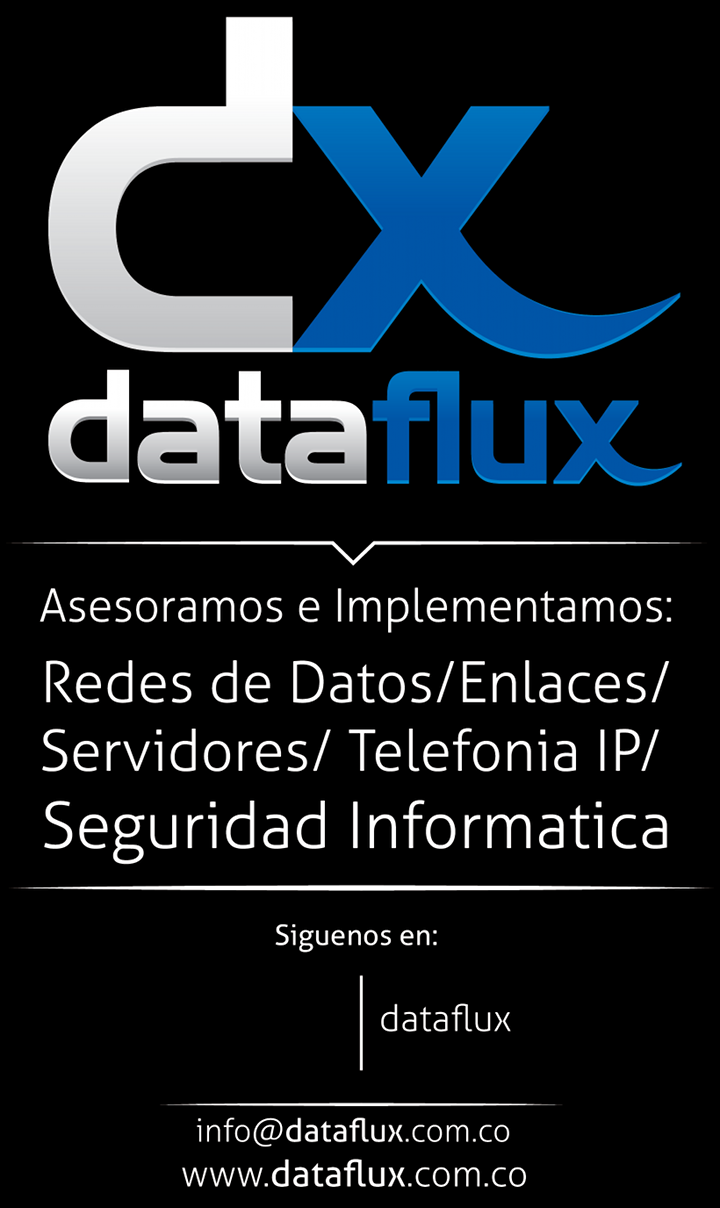 dx
dataflux
Asesoramos e Implementamos:
Redes de Datos/Enlaces/
Servidores/ Telefonia IP/
Seguridad Informatica
Siguenos en:
dataflux
info@dataflux.com.co
www.dataflux.com.co